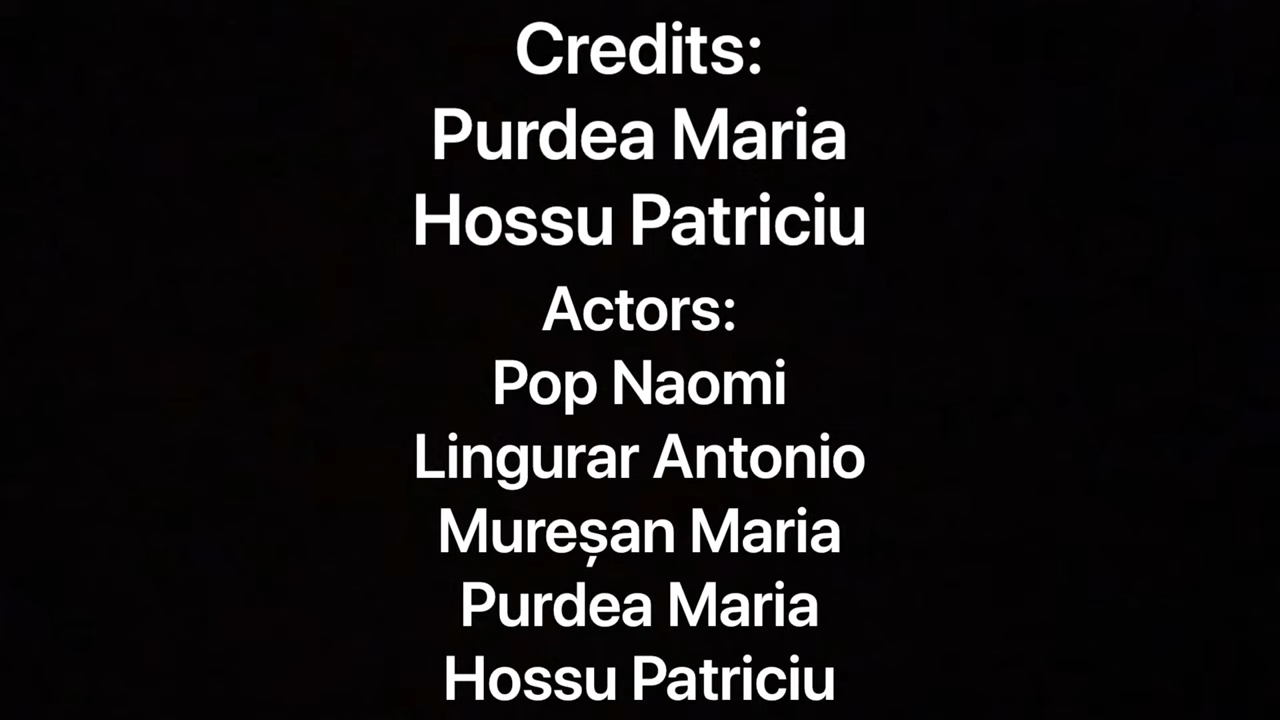 Credits:
Purdea Maria
Hossu Patriciu
Actors:
Pop Naomi
Lingurar Antonio
Mureșan Maria
Purdea Maria
Hossu Patriciu